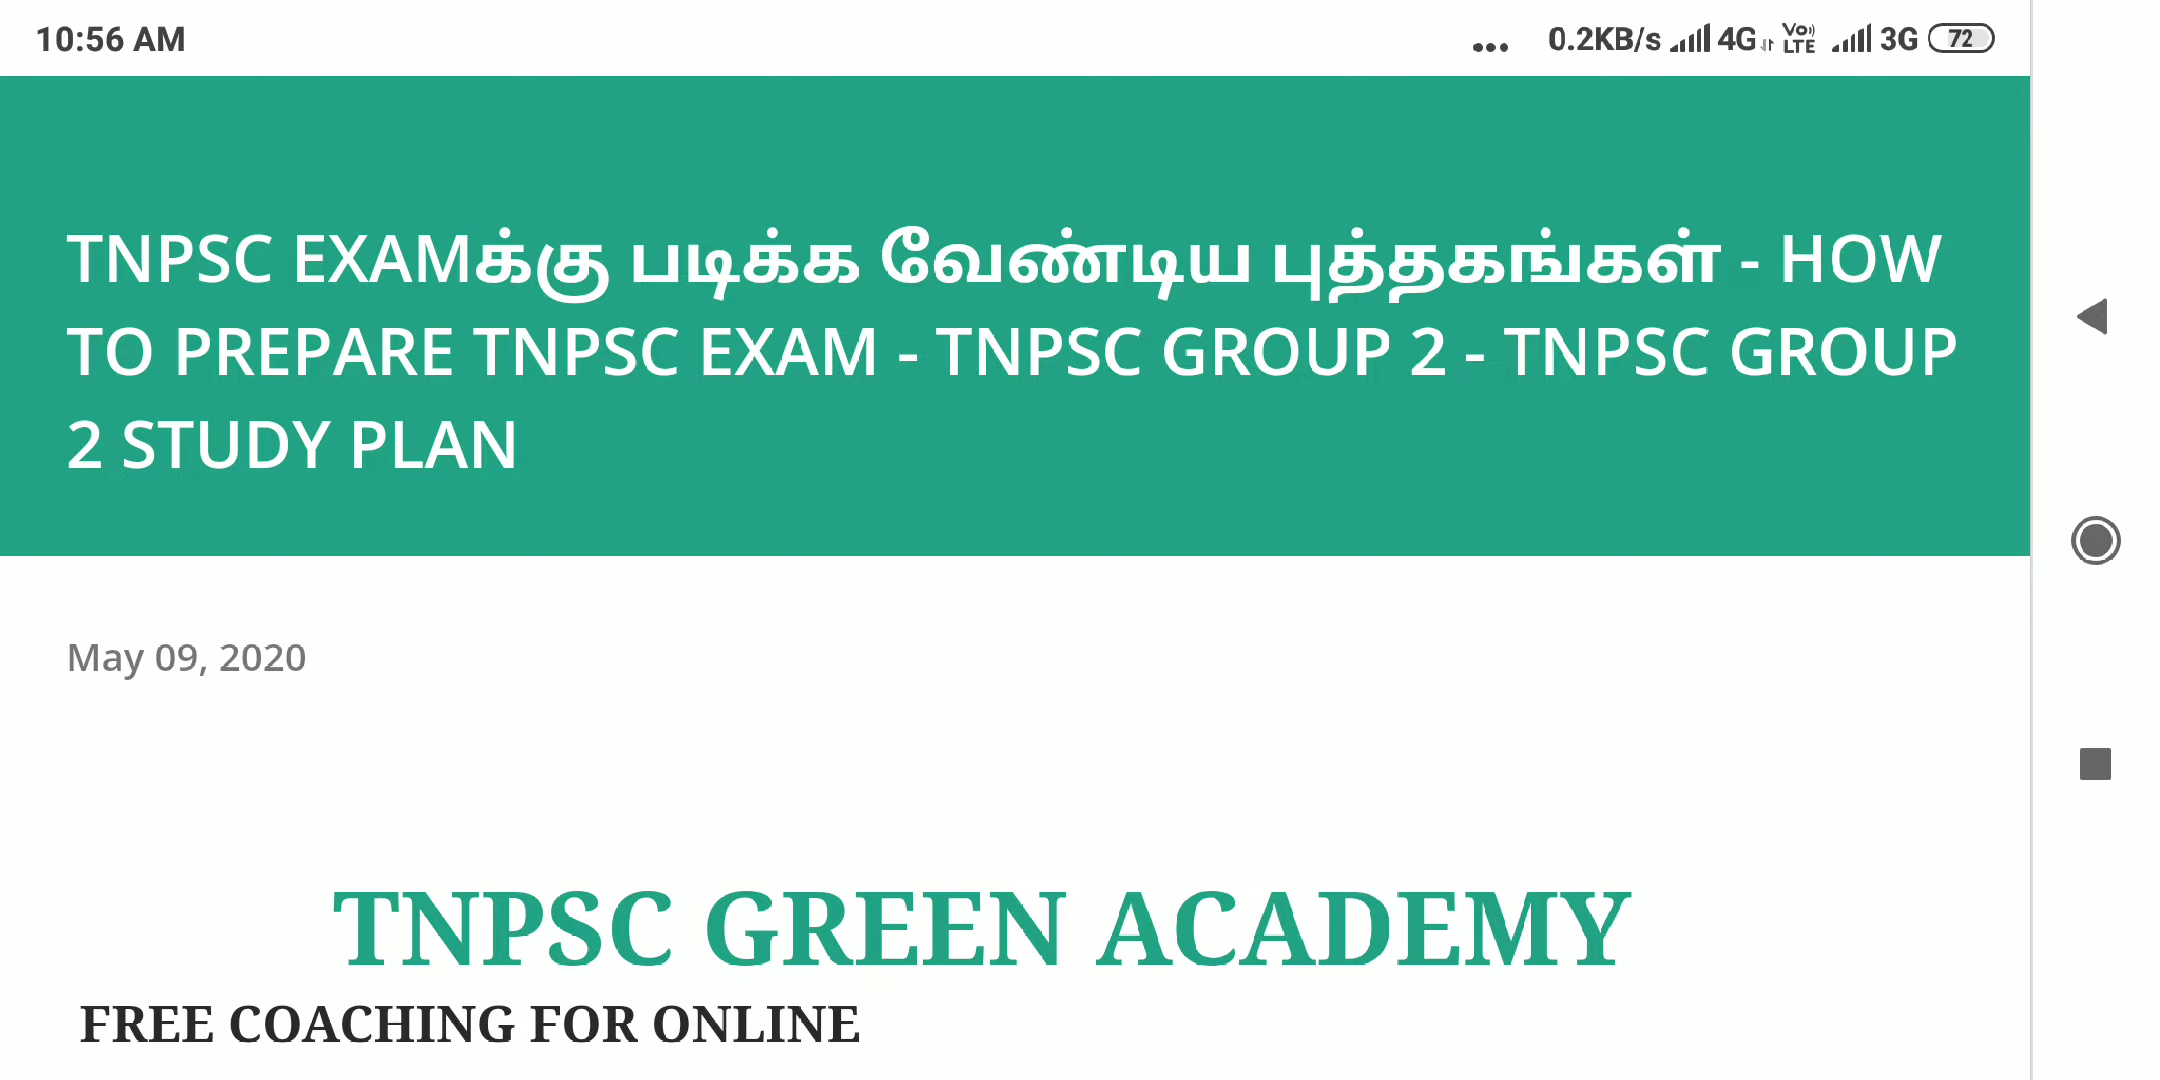 10:56 AM
... 0.2KB/s 4G Vo) LTE 3G 72
TNPSC EXAMக்கு படிக்க வேண்டிய புத்தகங்கள் - HOW
TO PREPARE TNPSC EXAM - TNPSC GROUP 2 - TNPSC GROUP
2 STUDY PLAN
May 09, 2020
TNPSC GREEN ACADEMY
FREE COACHING FOR ONLINE